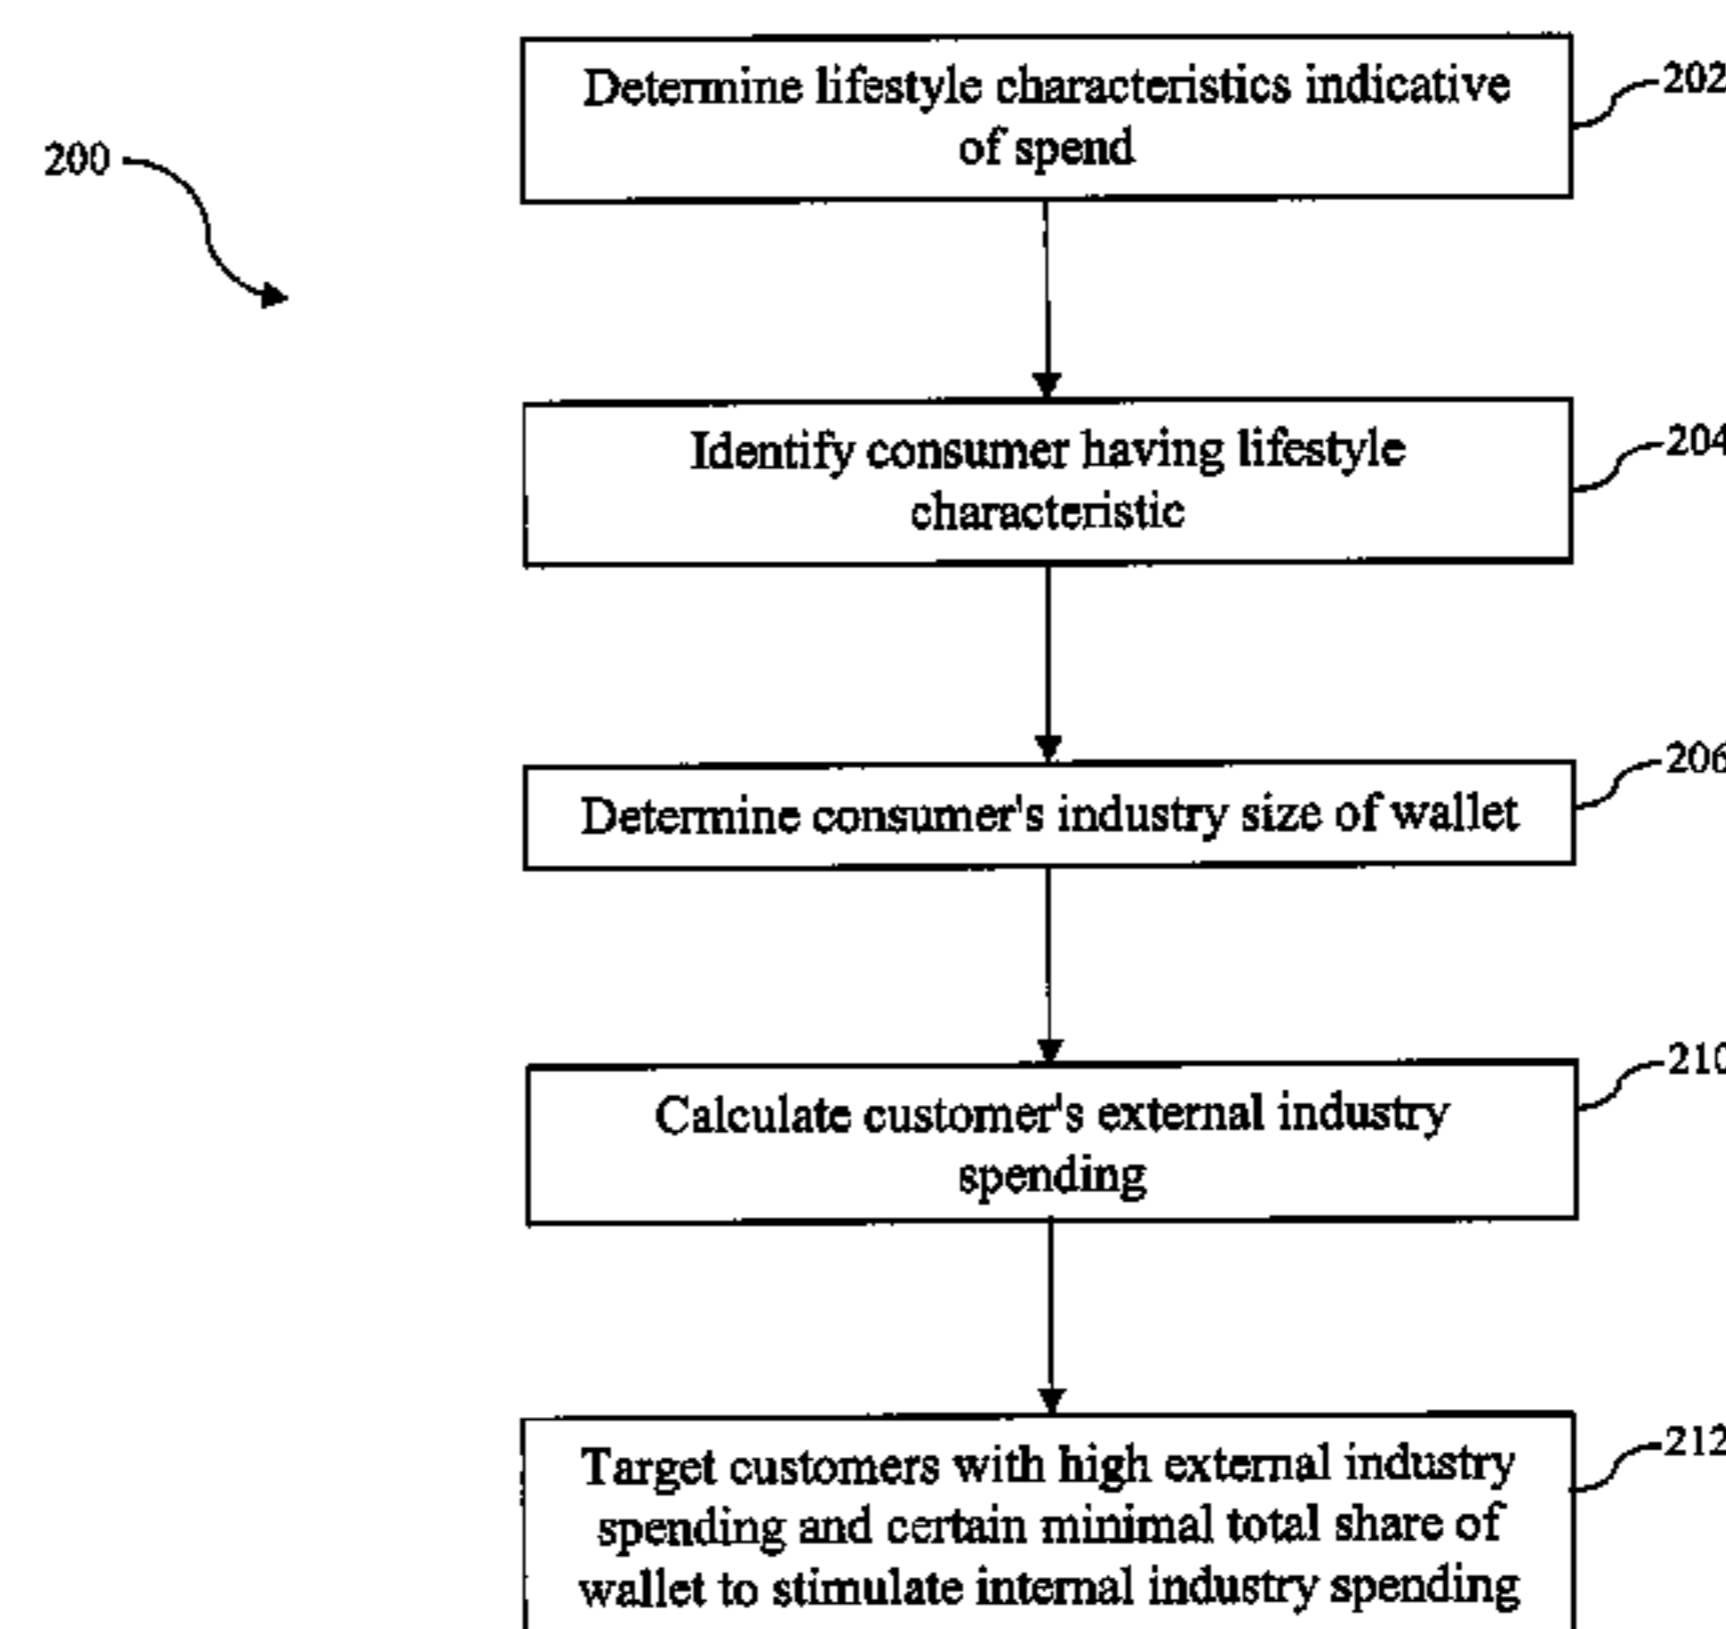 Determine lifestyle characteristics indicative
of spend
202
200
Identify consumer having lifestyle
characteristic
204
Determine consumer's industry size of wallet
206
Calculate customer's external industry
spending
210
Target customers with high external industry
spending and certain minimal total share of
wallet to stimulate internal industry spending
212